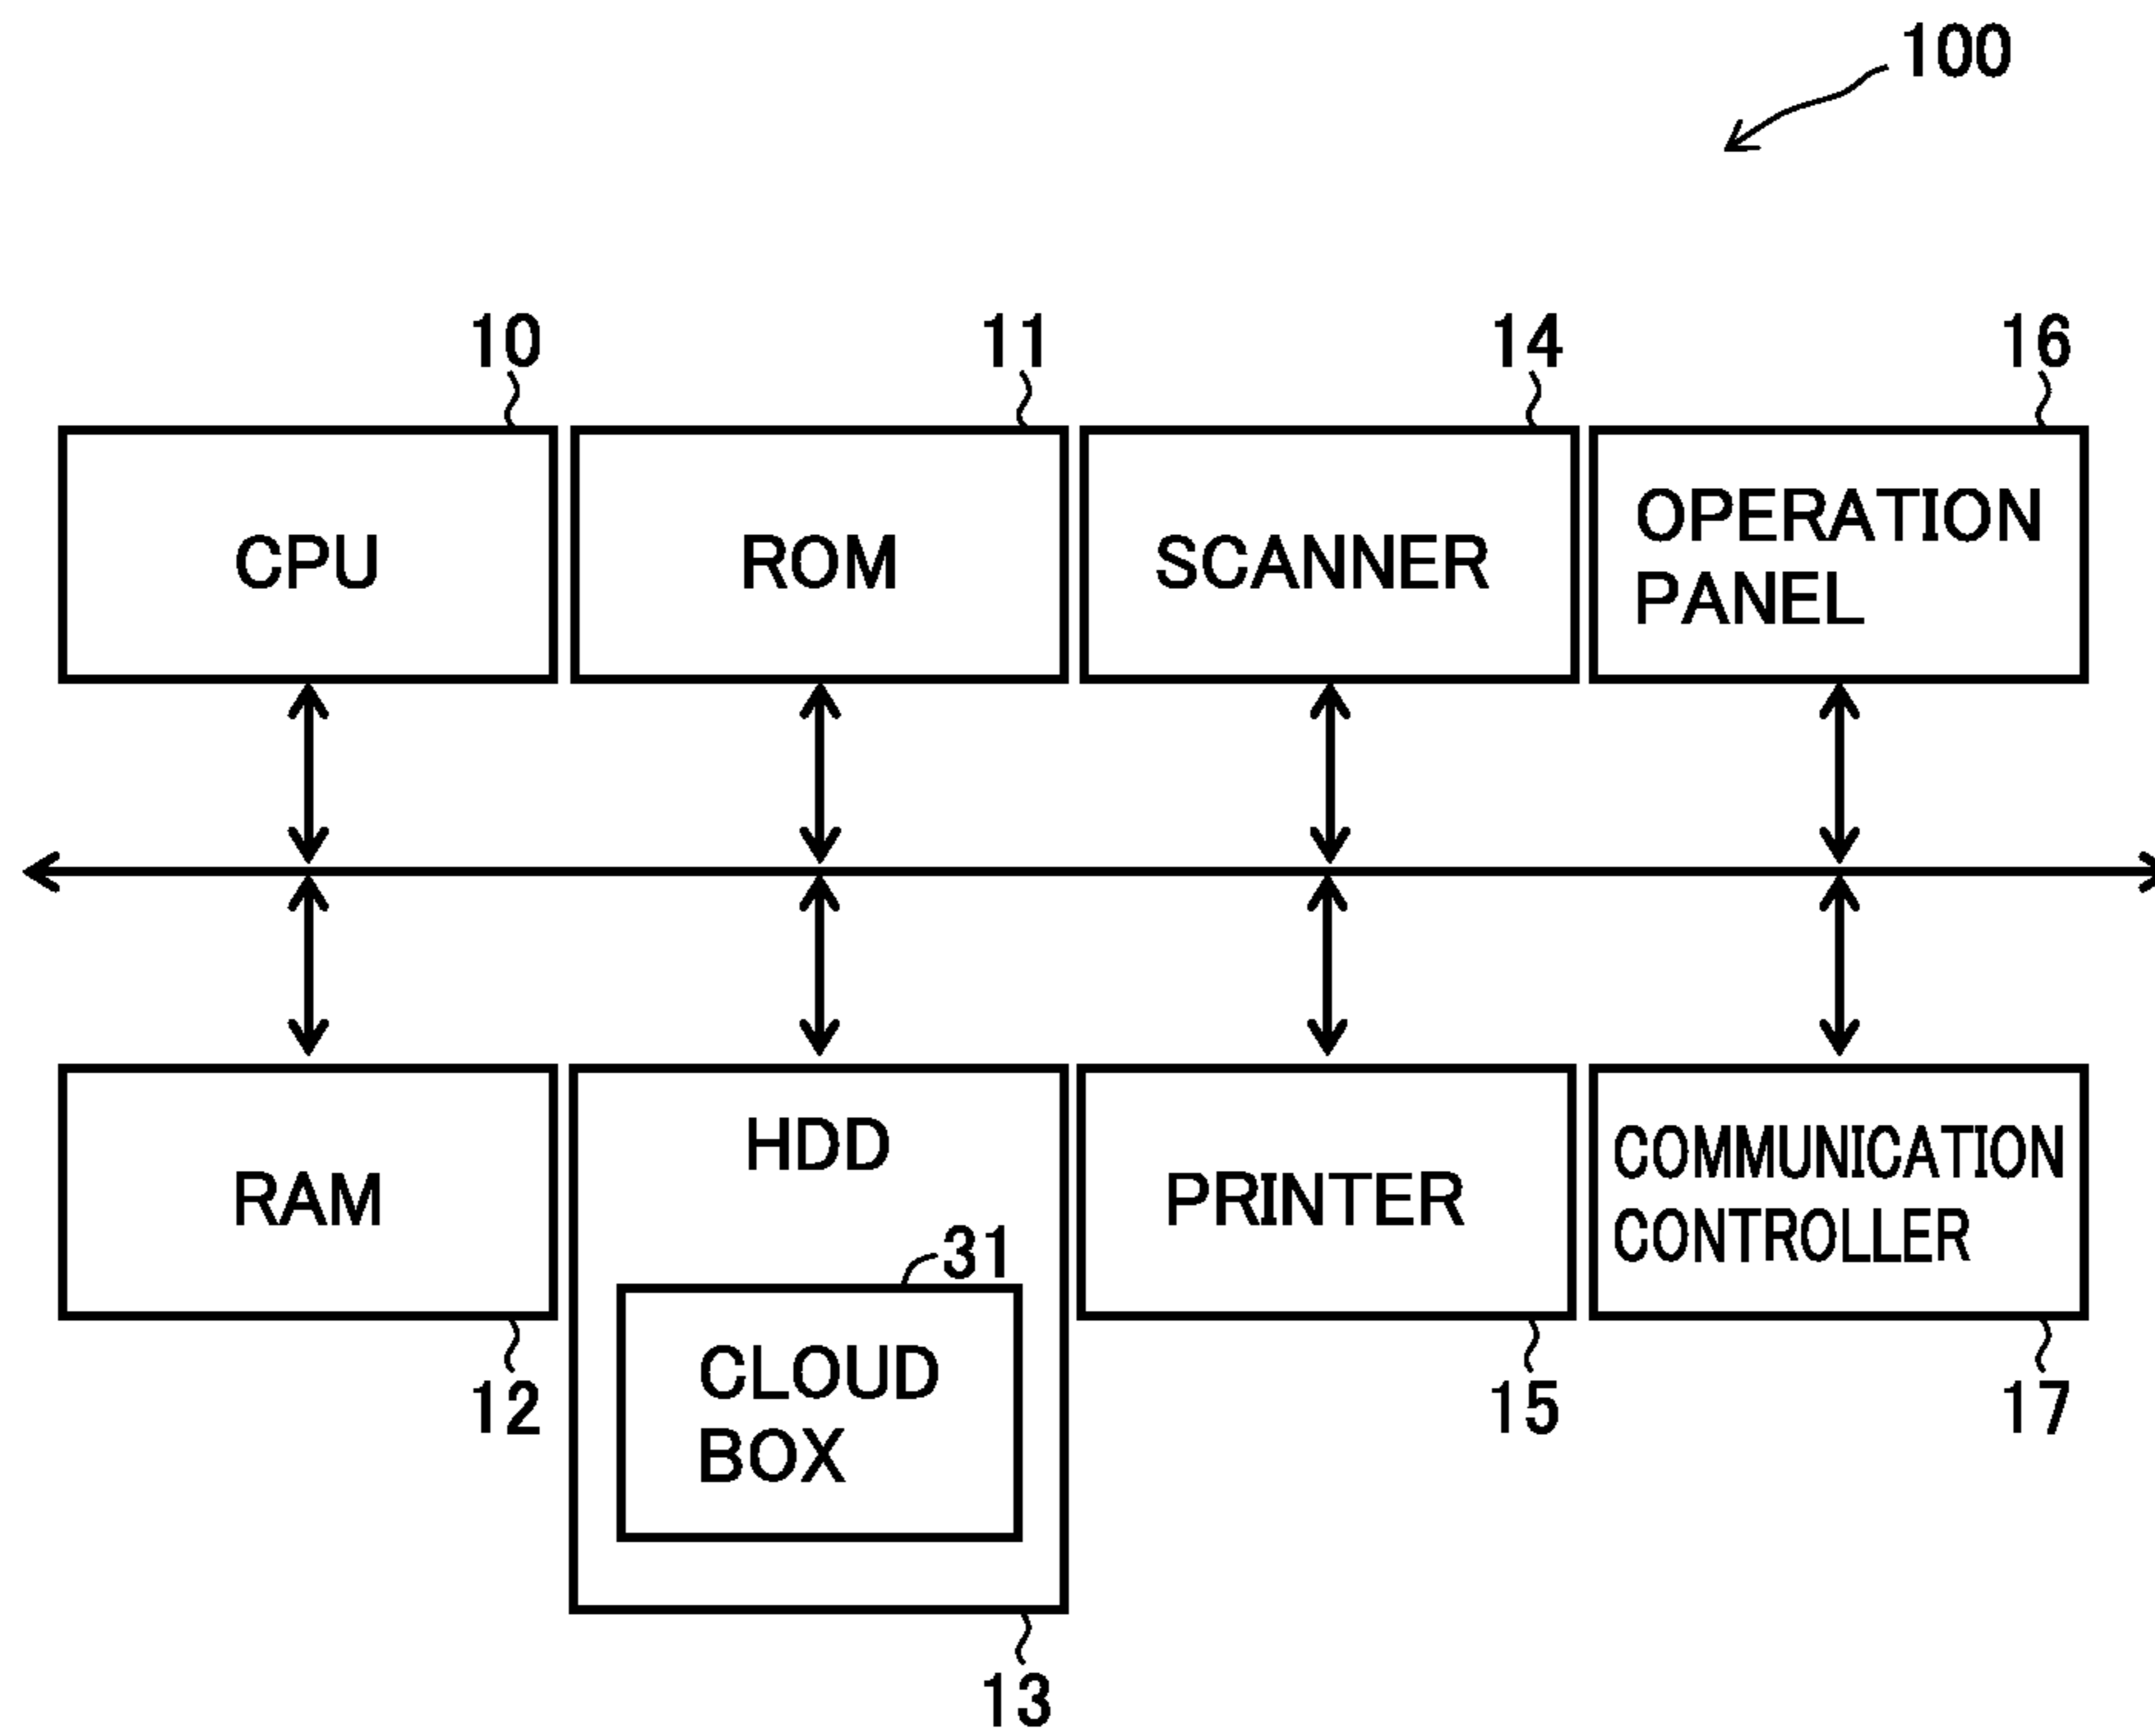 100
10
11
14
16
CPU
ROM
SCANNER
OPERATION
PANEL
RAM
HDD
PRINTER
COMMUNICATION
CONTROLLER
31
CLOUD
BOX
12
15
17
13